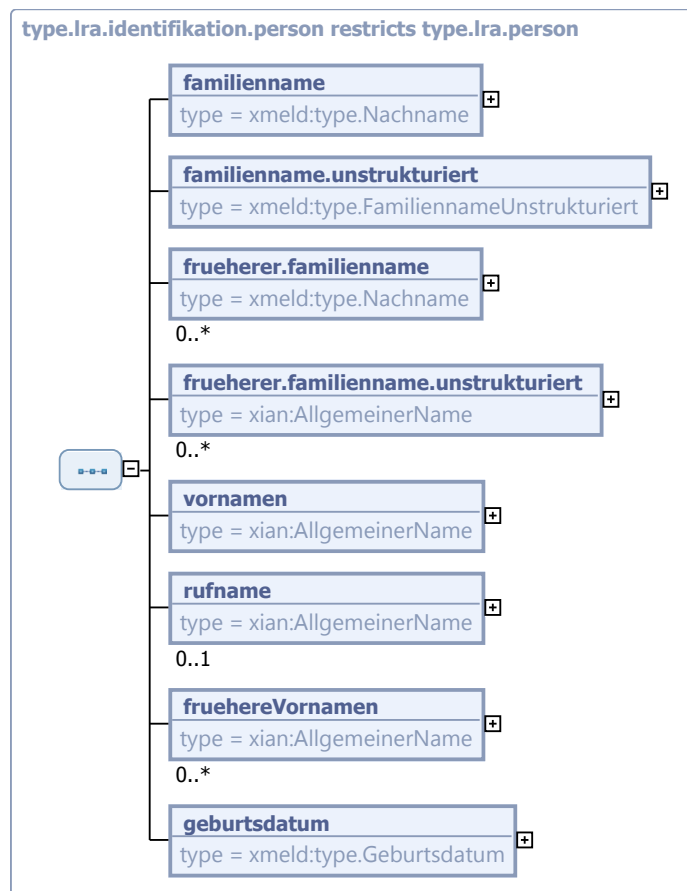 type.lra.identifikation.person restricts type.lra.person
familienname
type = xmeld:type.Nachname
familienname.unstrukturiert
type = xmeld:type.FamiliennameUnstrukturiert
frueherer.familienname
type = xmeld:type.Nachname
0..*
frueherer.familienname.unstrukturiert
type = xian:AllgemeinerName
0..*
vornamen
type = xian:AllgemeinerName
rufname
type = xian:AllgemeinerName
0..1
fruehereVornamen
type = xian:AllgemeinerName
0..*
geburtsdatum
type = xmeld:type.Geburtsdatum